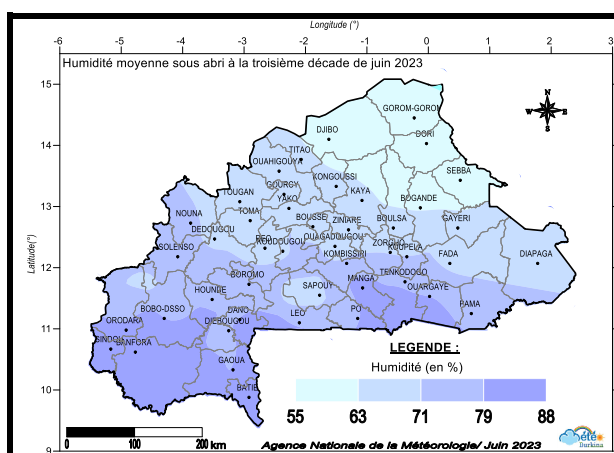 Longitude (°)
-6 -5 -4 -3 -2 -1 0 1 2 3
Humidité moyenne sous abri à la troisième décade de juin 2023
15
GOROM-GOROM
N
W E
S
DJIBO
DORI
14
TITAO
OUAHIGOUYA
KONGOUSSI
SEBBA
GOURCY
KAYA
TOUGAN
YAKO
BOGANDE
13
NOUNA
TOMA
BOUSSE
ZINIARE
BOULSA
GAYERI
DEDOUGOU
REO
KOUDOUGOU
OUAGADOUGOU
ZORGHO
KOUPELA
SOLENSO
KOMBISSIRI
FADA
DIAPAGA
Latitude(°)
BOROMO
MANGA
TENKODOGO
12
HOUNDE
SAPOUY
OUARGAYE
BOBO-DSSO
DANO
LEO
PO
PAMA
ORODARA
DIEBOUGOU
11
SINDOU
BANFORA
LEGENDE :
GAOUA
Humidité (en %)
BATIE
10
55 63 71 79 88
0 100 200 km
Agence Nationale de la Météorologie/ Juin 2023
9
Météo
Burkina